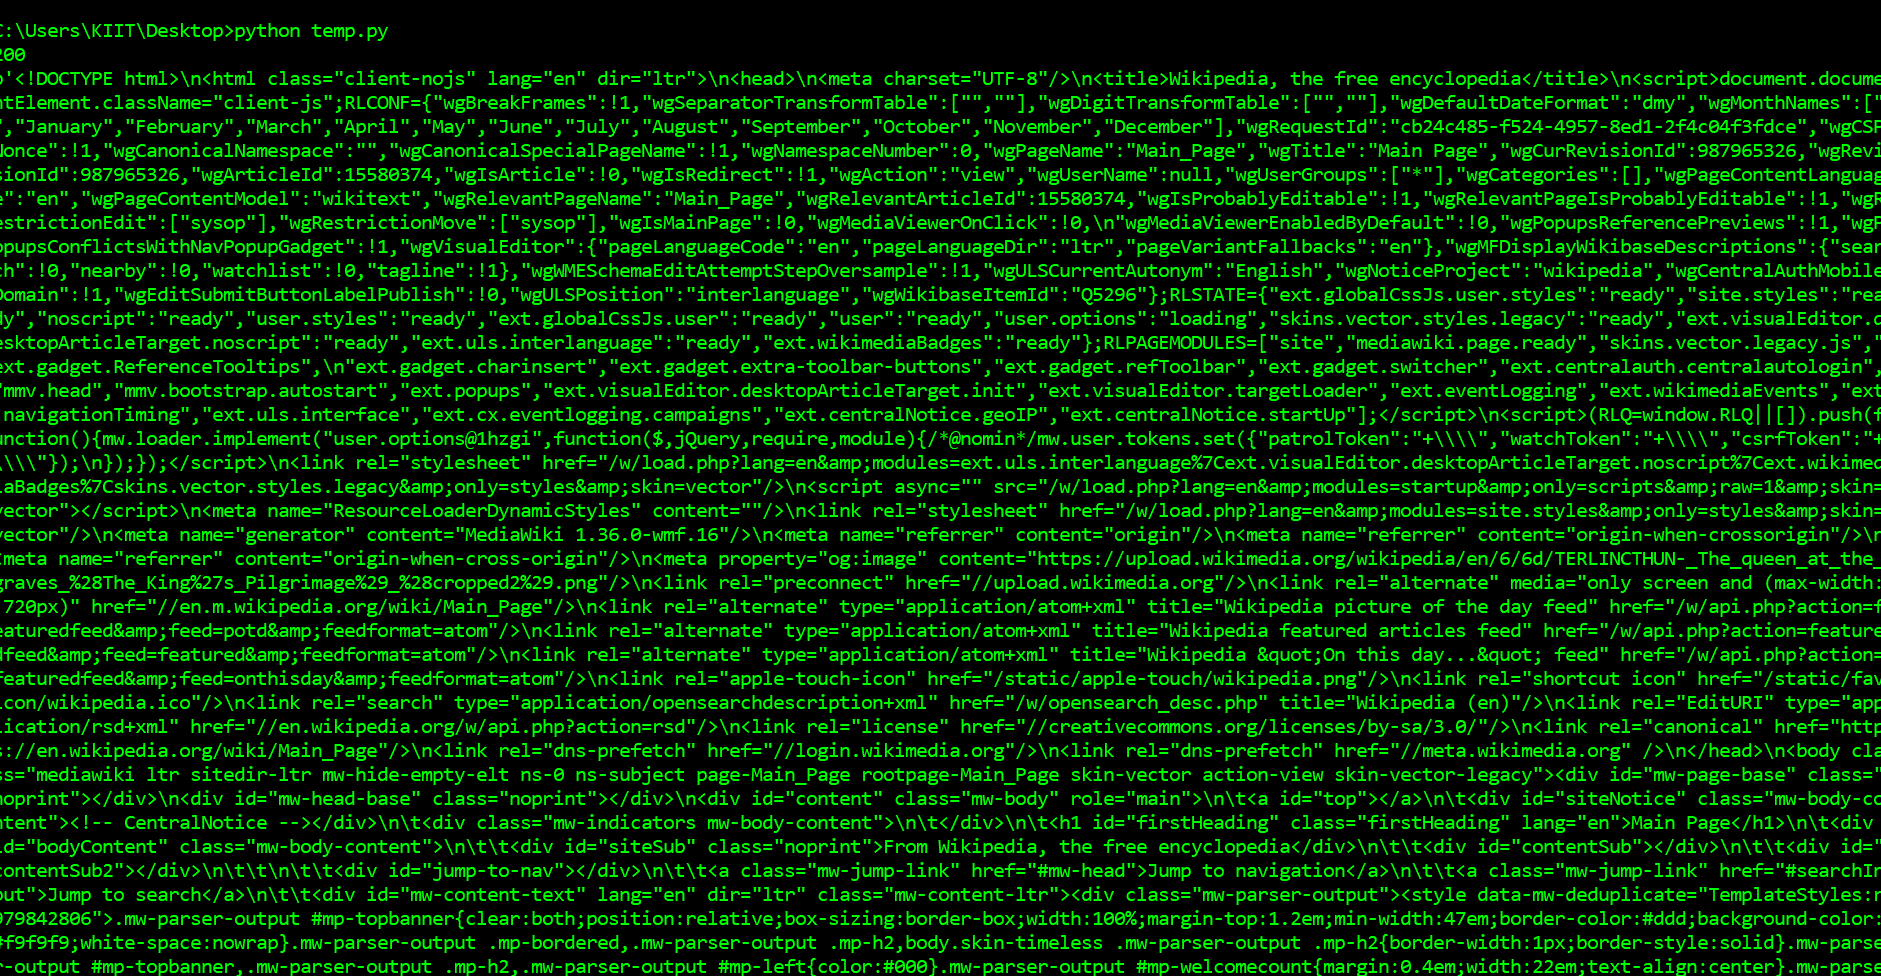 C:\Users\KIIT\Desktop>python temp.py
200
b'<!DOCTYPE html>\n<html class="client-nojs" lang="en" dir="ltr">\n<head>\n<meta charset="UTF-8"/>\n<title>Wikipedia, the free encyclopedia</title>\n<script>document.docume
ntElement.className="client-js";RLCONF={"wgBreakFrames":!1,"wgSeparatorTransformTable":["",""],"wgDigitTransformTable":["",""],"wgDefaultDateFormat":"dmy","wgMonthNames":["
","January","February","March","April","May","June","July","August","September","October","November","December"],"wgRequestId":"cb24c485-f524-4957-8ed1-2f4c04f3fdce","wgCSP
Nonce":!1,"wgCanonicalNamespace":"","wgCanonicalSpecialPageName":!1,"wgNamespaceNumber":0,"wgPageName":"Main_Page","wgTitle":"Main Page","wgCurRevisionId":987965326,"wgRevi
sionId":987965326,"wgArticleId":15580374,"wgIsArticle":!0,"wgIsRedirect":!1,"wgAction":"view","wgUserName":null,"wgUserGroups":["*"],"wgCategories":[],"wgPageContentLanguag
e":"en","wgPageContentModel":"wikitext","wgRelevantPageName":"Main_Page","wgRelevantArticleId":15580374,"wgIsProbablyEditable":!1,"wgRelevantPageIsProbablyEditable":!1,"wgR
estrictionEdit":["sysop"],"wgRestrictionMove":["sysop"],"wgIsMainPage":!0,"wgMediaViewerOnClick":!0,\n"wgMediaViewerEnabledByDefault":!0,"wgPopupsReferencePreviews":!1,"wgP
opupsConflictsWithNavPopupGadget":!1,"wgVisualEditor":{"pageLanguageCode":"en","pageLanguageDir":"ltr","pageVariantFallbacks":"en"},"wgMFDisplayWikibaseDescriptions":{"sear
ch":!0,"nearby":!0,"watchlist":!0,"tagline":!1},"wgWMESchemaEditAttemptStepOversample":!1,"wgULSCurrentAutonym":"English","wgNoticeProject":"wikipedia","wgCentralAuthMobile
Domain":!1,"wgEditSubmitButtonLabelPublish":!0,"wgULSPosition":"interlanguage","wgWikibaseItemId":"Q5296"};RLSTATE={"ext.globalCssJs.user.styles":"ready","site.styles":"rea
dy","noscript":"ready","user.styles":"ready","ext.globalCssJs.user":"ready","user":"ready","user.options":"loading","skins.vector.styles.legacy":"ready","ext.visualEditor.d
esktopArticleTarget.noscript":"ready","ext.uls.interlanguage":"ready","ext.wikimediaBadges":"ready"};RLPAGEMODULES=["site","mediawiki.page.ready","skins.vector.legacy.js","
ext.gadget.ReferenceTooltips",\n"ext.gadget.charinsert","ext.gadget.extra-toolbar-buttons","ext.gadget.refToolbar","ext.gadget.switcher","ext.centralauth.centralautologin",
"mmv.head","mmv.bootstrap.autostart","ext.popups","ext.visualEditor.desktopArticleTarget.init","ext.visualEditor.targetLoader","ext.eventLogging","ext.wikimediaEvents","ext
.navigationTiming","ext.uls.interface","ext.cx.eventlogging.campaigns","ext.centralNotice.geoIP","ext.centralNotice.startUp"];</script>\n<script>(RLQ=window.RLQ||[]).push(f
unction(){mw.loader.implement("user.options@1hzgi",function($,jQuery,require,module){/*@nomin*/mw.user.tokens.set({"patrolToken":"+\\\\","watchToken":"+\\\\","csrfToken":"+
\\\\"});\n});});</script>\n<link rel="stylesheet" href="/w/load.php?lang=en&amp;modules=ext.uls.interlanguage%7Cext.visualEditor.desktopArticleTarget.noscript%7Cext.wikimed
iaBadges%7Cskins.vector.styles.legacy&amp;only=styles&amp;skin=vector"/>\n<script async="" src="/w/load.php?lang=en&amp;modules=startup&amp;only=scripts&amp;raw=1&amp;skin=
vector"></script>\n<meta name="ResourceLoaderDynamicStyles" content=""/>\n<link rel="stylesheet" href="/w/load.php?lang=en&amp;modules=site.styles&amp;only=styles&amp;skin=
vector"/>\n<meta name="generator" content="MediaWiki 1.36.0-wmf.16"/>\n<meta name="referrer" content="origin"/>\n<meta name="referrer" content="origin-when-crossorigin"/>\n
<meta name="referrer" content="origin-when-cross-origin"/>\n<meta property="og:image" content="https://upload.wikimedia.org/wikipedia/en/6/6d/TERLINCTHUN-_The_queen_at_the_
graves_%28The_King%27s_Pilgrimage%29_%28cropped2%29.png"/>\n<link rel="preconnect" href="//upload.wikimedia.org"/>\n<link rel="alternate" media="only screen and (max-width:
 720px)" href="//en.m.wikipedia.org/wiki/Main_Page"/>\n<link rel="alternate" type="application/atom+xml" title="Wikipedia picture of the day feed" href="/w/api.php?action=f
eaturedfeed&amp;feed=potd&amp;feedformat=atom"/>\n<link rel="alternate" type="application/atom+xml" title="Wikipedia featured articles feed" href="/w/api.php?action=feature
dfeed&amp;feed=featured&amp;feedformat=atom"/>\n<link rel="alternate" type="application/atom+xml" title="Wikipedia &quot;On this day...&quot; feed" href="/w/api.php?action=
featuredfeed&amp;feed=onthisday&amp;feedformat=atom"/>\n<link rel="apple-touch-icon" href="/static/apple-touch/wikipedia.png"/>\n<link rel="shortcut icon" href="/static/fav
icon/wikipedia.ico"/>\n<link rel="search" type="application/opensearchdescription+xml" href="/w/opensearch_desc.php" title="Wikipedia (en)"/>\n<link rel="EditURI" type="app
lication/rsd+xml" href="//en.wikipedia.org/w/api.php?action=rsd"/>\n<link rel="license" href="//creativecommons.org/licenses/by-sa/3.0/"/>\n<link rel="canonical" href="http
s://en.wikipedia.org/wiki/Main_Page"/>\n<link rel="dns-prefetch" href="//login.wikimedia.org"/>\n<link rel="dns-prefetch" href="//meta.wikimedia.org" />\n</head>\n<body cla
ss="mediawiki ltr sitedir-ltr mw-hide-empty-elt ns-0 ns-subject page-Main_Page rootpage-Main_Page skin-vector action-view skin-vector-legacy"><div id="mw-page-base" class="
noprint"></div>\n<div id="mw-head-base" class="noprint"></div>\n<div id="content" class="mw-body" role="main">\n\t<a id="top"></a>\n\t<div id="siteNotice" class="mw-body-co
ntent"><!-- CentralNotice --></div>\n\t<div class="mw-indicators mw-body-content">\n\t</div>\n\t<h1 id="firstHeading" class="firstHeading" lang="en">Main Page</h1>\n\t<div 
id="bodyContent" class="mw-body-content">\n\t\t<div id="siteSub" class="noprint">From Wikipedia, the free encyclopedia</div>\n\t\t<div id="contentSub"></div>\n\t\t<div id="
contentSub2"></div>\n\t\t\n\t\t<div id="jump-to-nav"></div>\n\t\t<a class="mw-jump-link" href="#mw-head">Jump to navigation</a>\n\t\t<a class="mw-jump-link" href="#searchIn
put">Jump to search</a>\n\t\t<div id="mw-content-text" lang="en" dir="ltr" class="mw-content-ltr"><div class="mw-parser-output"><style data-mw-deduplicate="TemplateStyles:r
979842806">.mw-parser-output #mp-topbanner{clear:both;position:relative;box-sizing:border-box;width:100%;margin-top:1.2em;min-width:47em;border-color:#ddd;background-color:
#f9f9f9;white-space:nowrap}.mw-parser-output .mp-bordered,.mw-parser-output .mp-h2,body.skin-timeless .mw-parser-output .mp-h2{border-width:1px;border-style:solid}.mw-parse
r-output #mp-topbanner,.mw-parser-output .mp-h2,.mw-parser-output #mp-left{color:#000}.mw-parser-output #mp-welcomecount{margin:0.4em;width:22em;text-align:center}.mw-parse